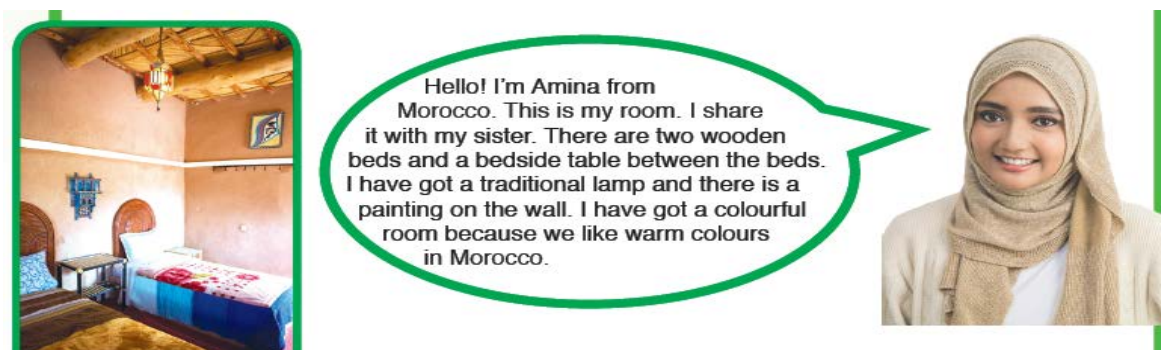 Hello! I'm Amina from
Morocco. This is my room. I share
it with my sister. There are two wooden
beds and a bedside table between the beds.
I have got a traditional lamp and there is a
painting on the wall. I have got a colourful
room because we like warm colours
in Morocco.